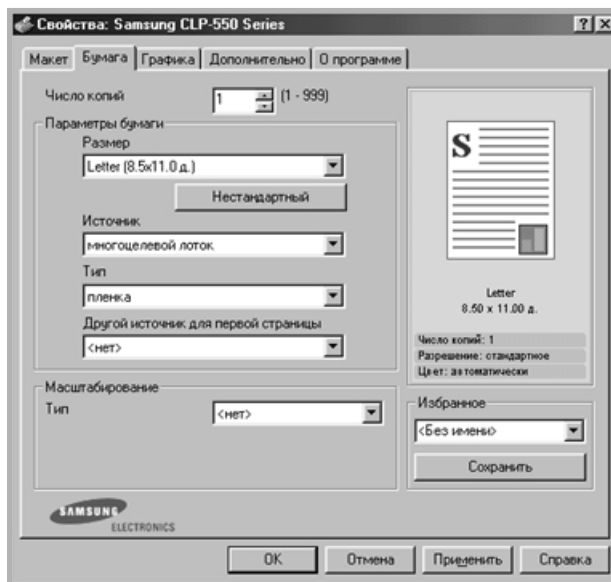 Свойства: Samsung CLP-550 Series
Макет Бумага Графика Дополнительно О программе
Число копий 1 (1 - 999)
Параметры бумаги
Размер
Letter (8.5x11.0 д.)
Нестандартный
Источник
многоцелевой лоток
Тип
пленка
Другой источник для первой страницы
<нет>
Масштабирование
Тип <нет>
S
Letter
8.50 x 11.00 д.
Число копий: 1
Разрешение: стандартное
Цвет: автоматически
Избранное
<Без имени>
Сохранить
SAMSUNG
ELECTRONICS
OK Отмена Применить Справка